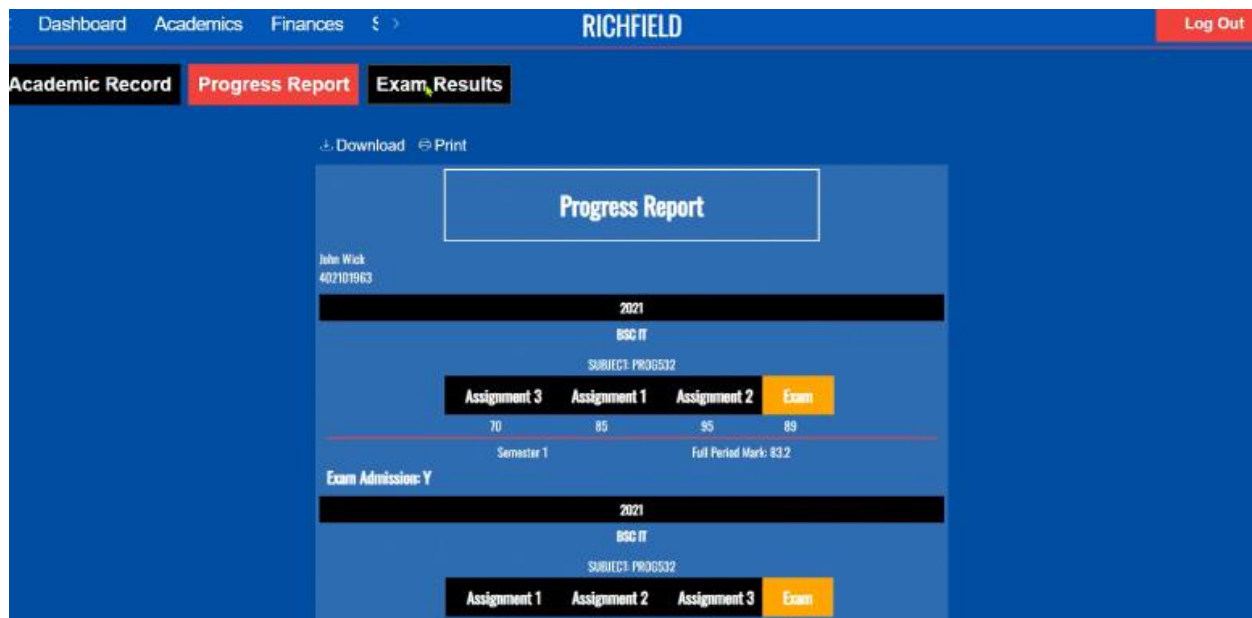 Dashboard Academics Finances S > RICHFIELD Log Out
Academic Record Progress Report Exam Results
Download Print
Progress Report
John Wick
402101963
2021
BSC IT
SUBJECT: PROG532
Assignment 3 Assignment 1 Assignment 2 Exam
70 85 95 89
Semester 1 Full Period Mark: 83.2
Exam Admission: Y
2021
BSC IT
SUBJECT: PROG532
Assignment 1 Assignment 2 Assignment 3 Exam